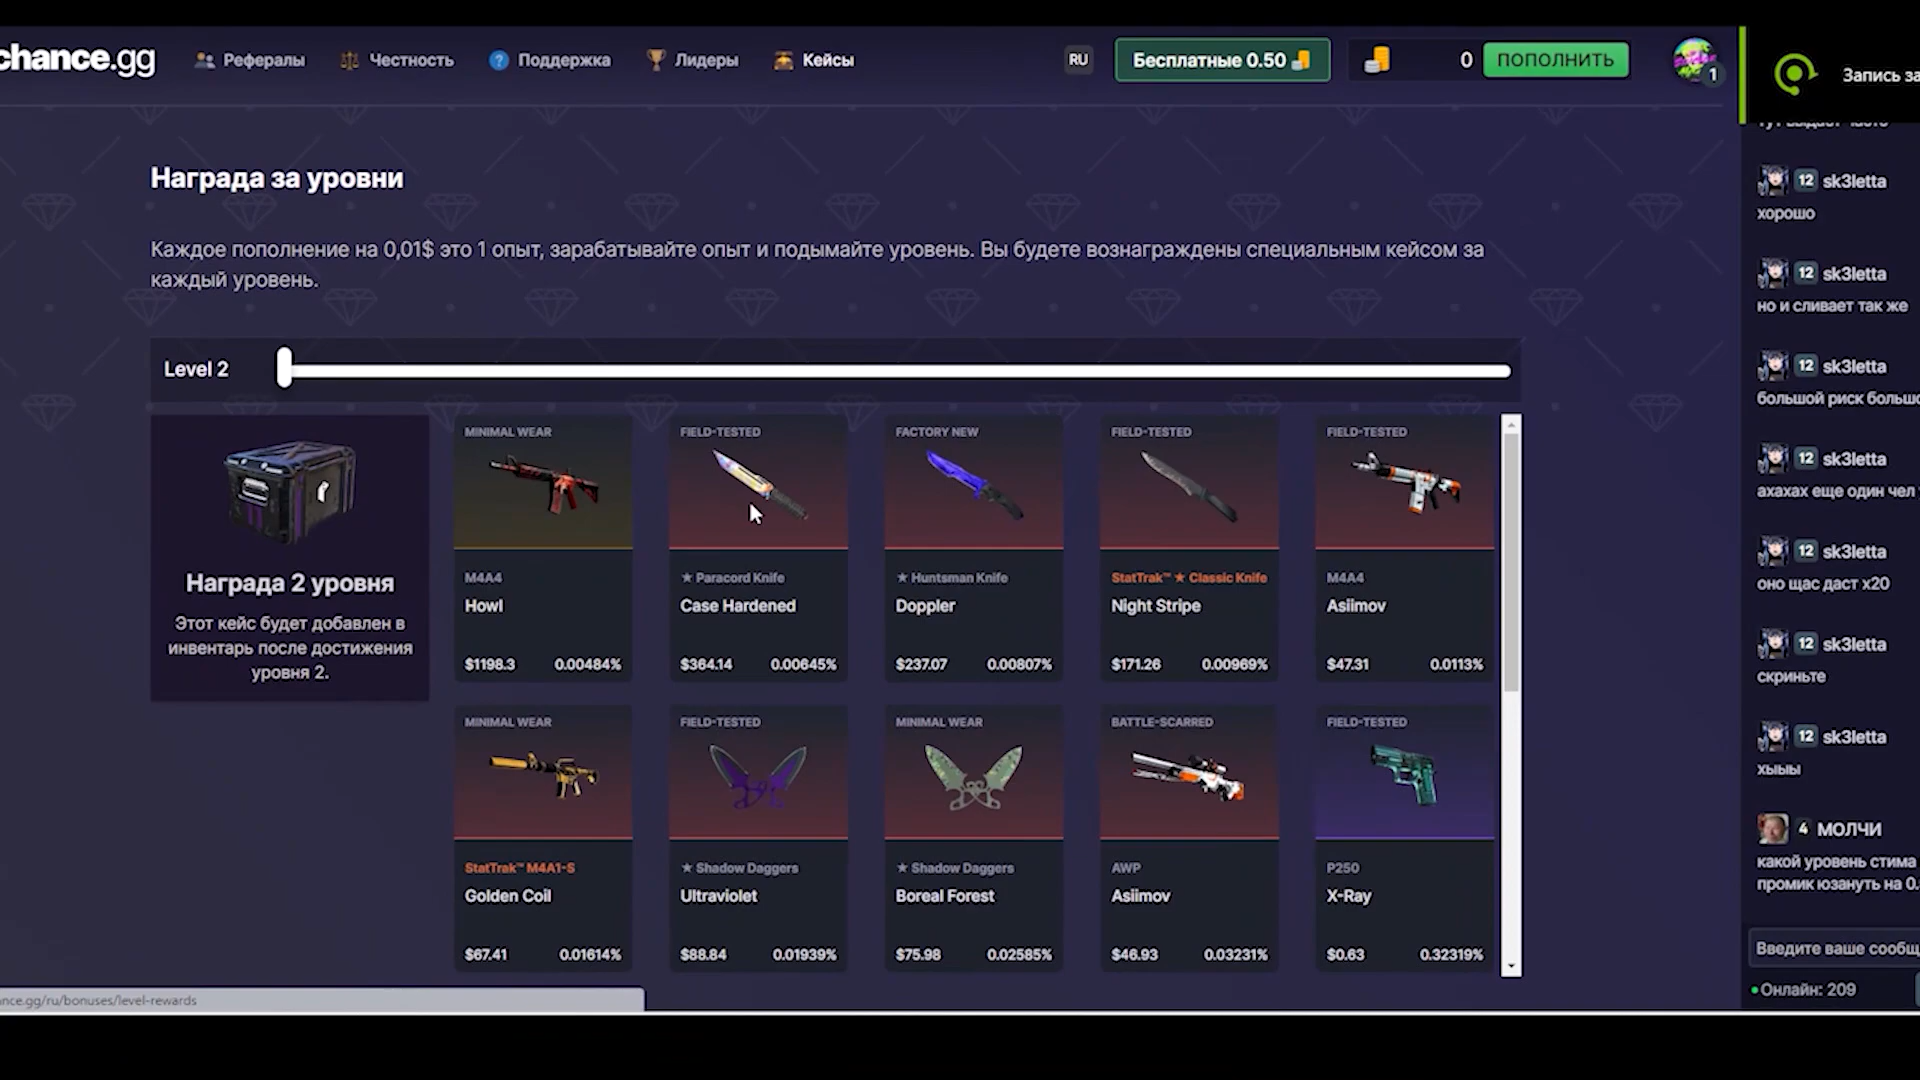 chance.gg
Рефералы
Честность
Поддержка
Лидеры
Кейсы
RU
Бесплатные 0.50
0
ПОПОЛНИТЬ
1
Запись за
Награда за уровни
Каждое пополнение на 0,01$ это 1 опыт, зарабатывайте опыт и подымайте уровень. Вы будете вознаграждены специальным кейсом за
каждый уровень.
Level 2
Награда 2 уровня
Этот кейс будет добавлен в
инвентарь после достижения
уровня 2.
MINIMAL WEAR
M4A4
Howl
$1198.3 0.00484%
FIELD-TESTED
★ Paracord Knife
Case Hardened
$364.14 0.00645%
FACTORY NEW
★ Huntsman Knife
Doppler
$237.07 0.00807%
FIELD-TESTED
StatTrak™ ★ Classic Knife
Night Stripe
$171.26 0.00969%
FIELD-TESTED
M4A4
Asiimov
$47.31 0.0113%
MINIMAL WEAR
StatTrak™ M4A1-S
Golden Coil
$67.41 0.01614%
FIELD-TESTED
★ Shadow Daggers
Ultraviolet
$88.84 0.01939%
MINIMAL WEAR
★ Shadow Daggers
Boreal Forest
$75.98 0.02585%
BATTLE-SCARRED
AWP
Asiimov
$46.93 0.03231%
FIELD-TESTED
P250
X-Ray
$0.63 0.32319%
12 sk3letta
хорошо
12 sk3letta
но и сливает так же
12 sk3letta
большой риск большо
12 sk3letta
ахахах еще один чел
12 sk3letta
оно щас даст х20
12 sk3letta
скриньте
12 sk3letta
хыыы
4 МОЛЧИ
какой уровень стима
промик юзануть на 0.
Введите ваше сообщ
Онлайн: 209
nce.gg/ru/bonuses/level-rewards